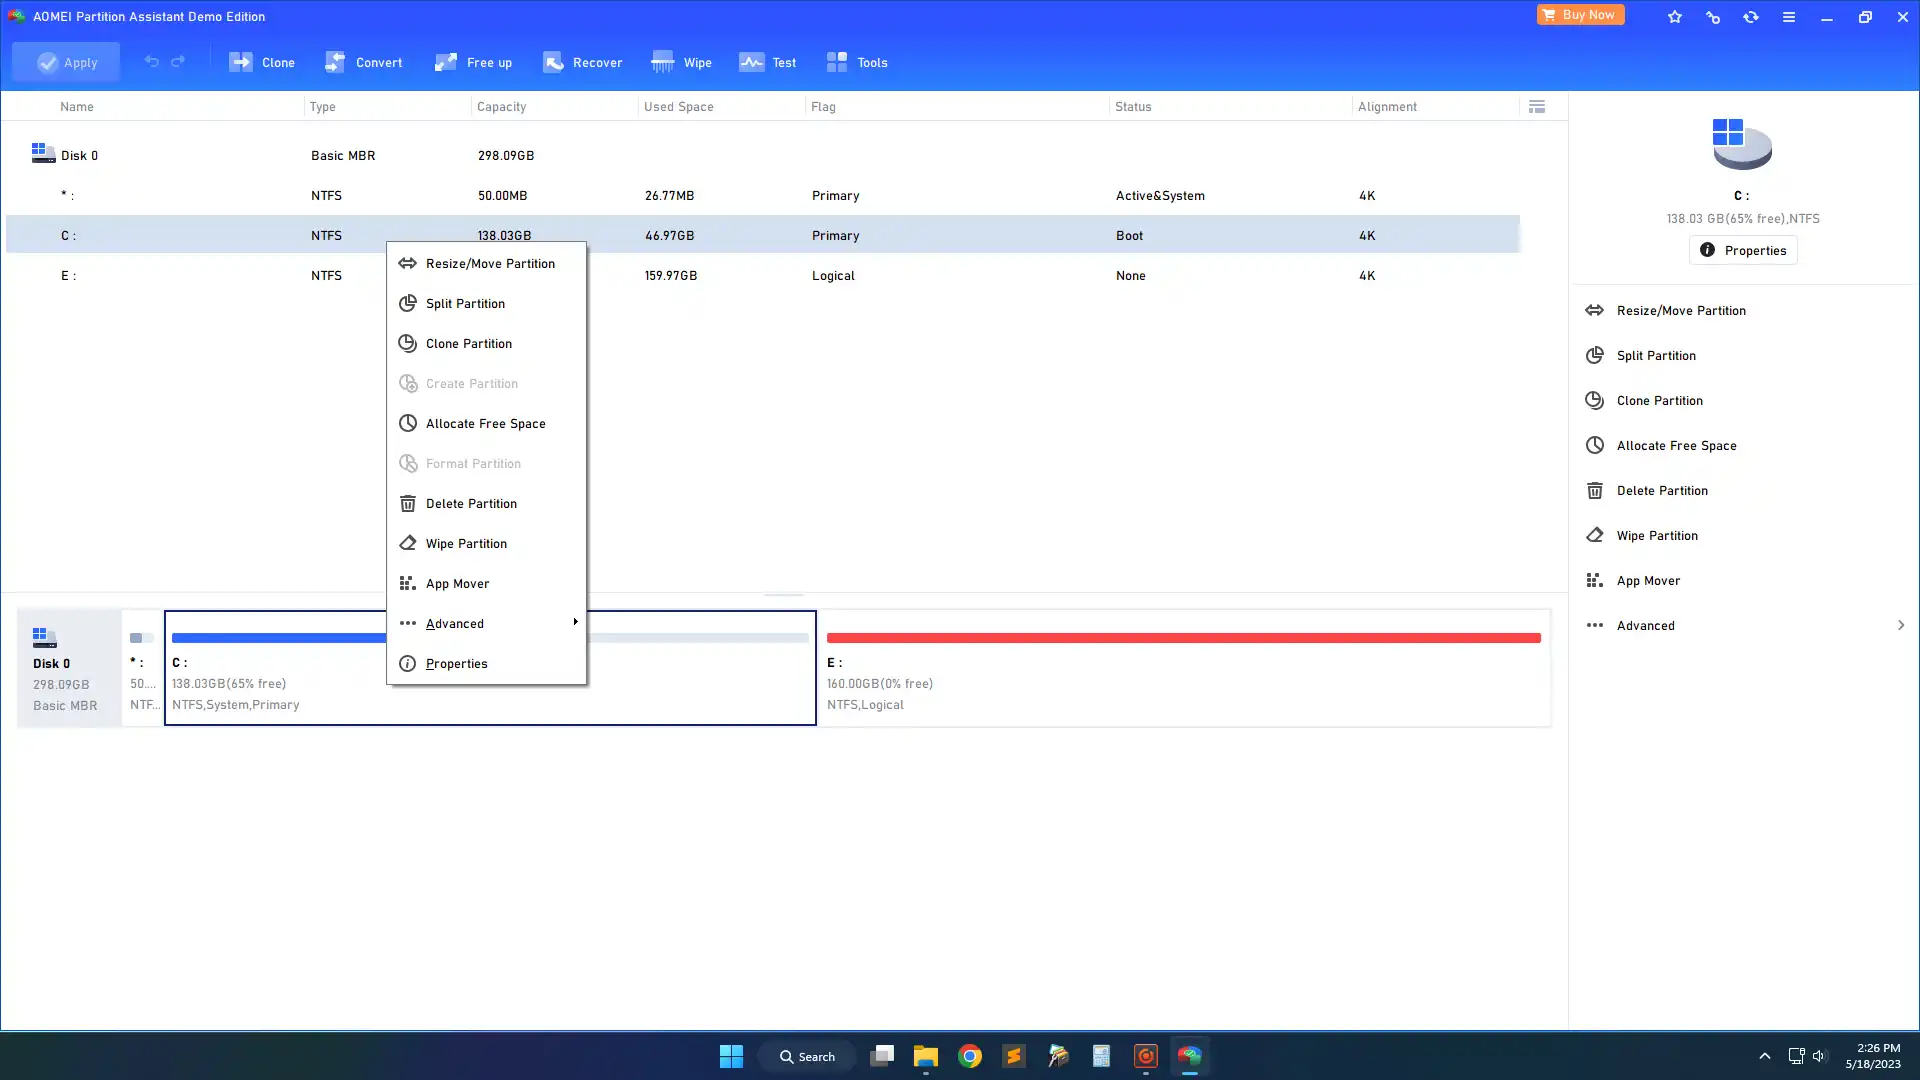 AOMEI Partition Assistant Demo Edition
Buy Now
Apply Clone Convert Free up Recover Wipe Test Tools
Name Type Capacity Used Space Flag Status Alignment
Disk 0 Basic MBR 298.09GB
* : NTFS 50.00MB 26.77MB Primary Active&System 4K
C : NTFS 138.03GB 46.97GB Primary Boot 4K
E : NTFS 159.97GB Logical None 4K
Resize/Move Partition
Split Partition
Clone Partition
Create Partition
Allocate Free Space
Format Partition
Delete Partition
Wipe Partition
App Mover
Advanced
Properties
C :
138.03 GB(65% free),NTFS
Properties
Resize/Move Partition
Split Partition
Clone Partition
Allocate Free Space
Delete Partition
Wipe Partition
App Mover
Advanced
Disk 0
298.09GB
Basic MBR
* :
50....
NTF...
C :
138.03GB(65% free)
NTFS,System,Primary
E :
160.00GB(0% free)
NTFS,Logical
Search
2:26 PM
5/18/2023